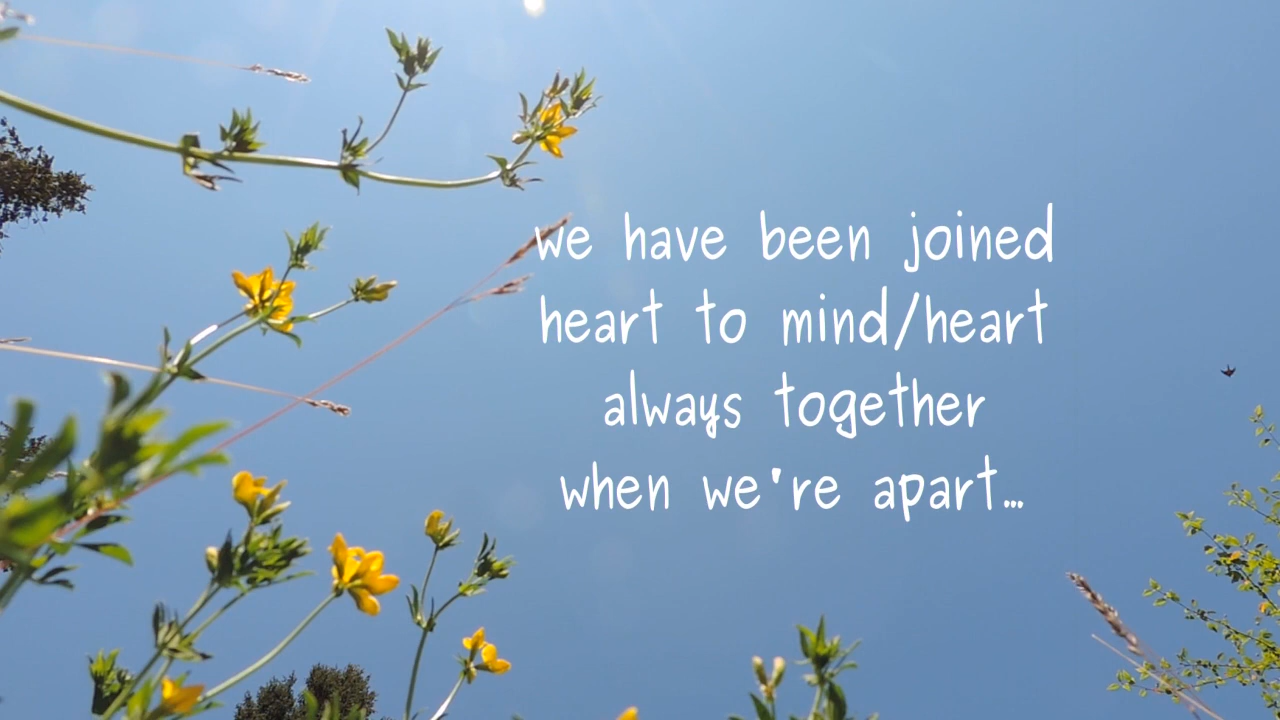 we have been joined
heart to mind/heart
always together
when we're apart...